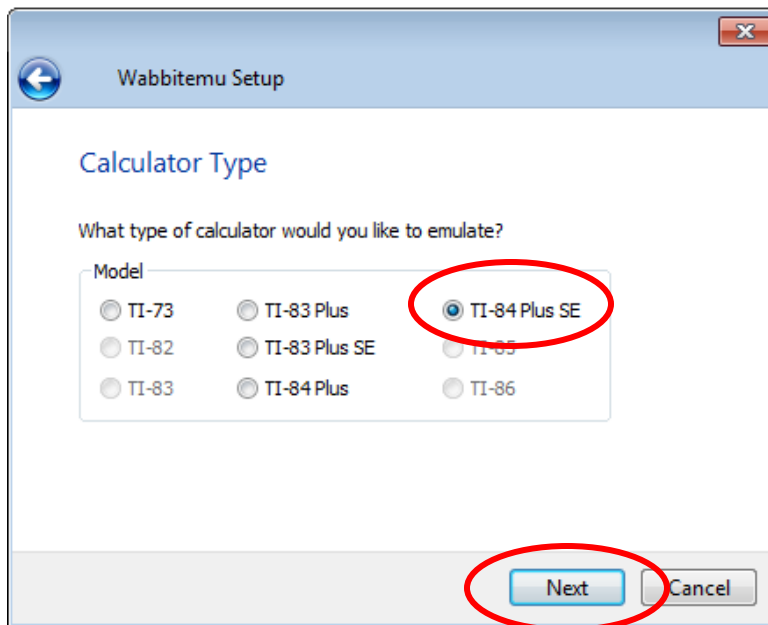 Wabbitemu Setup
Calculator Type
What type of calculator would you like to emulate?
Model
TI-73 TI-83 Plus TI-84 Plus SE
TI-82 TI-83 Plus SE TI-85
TI-83 TI-84 Plus TI-86
Next Cancel